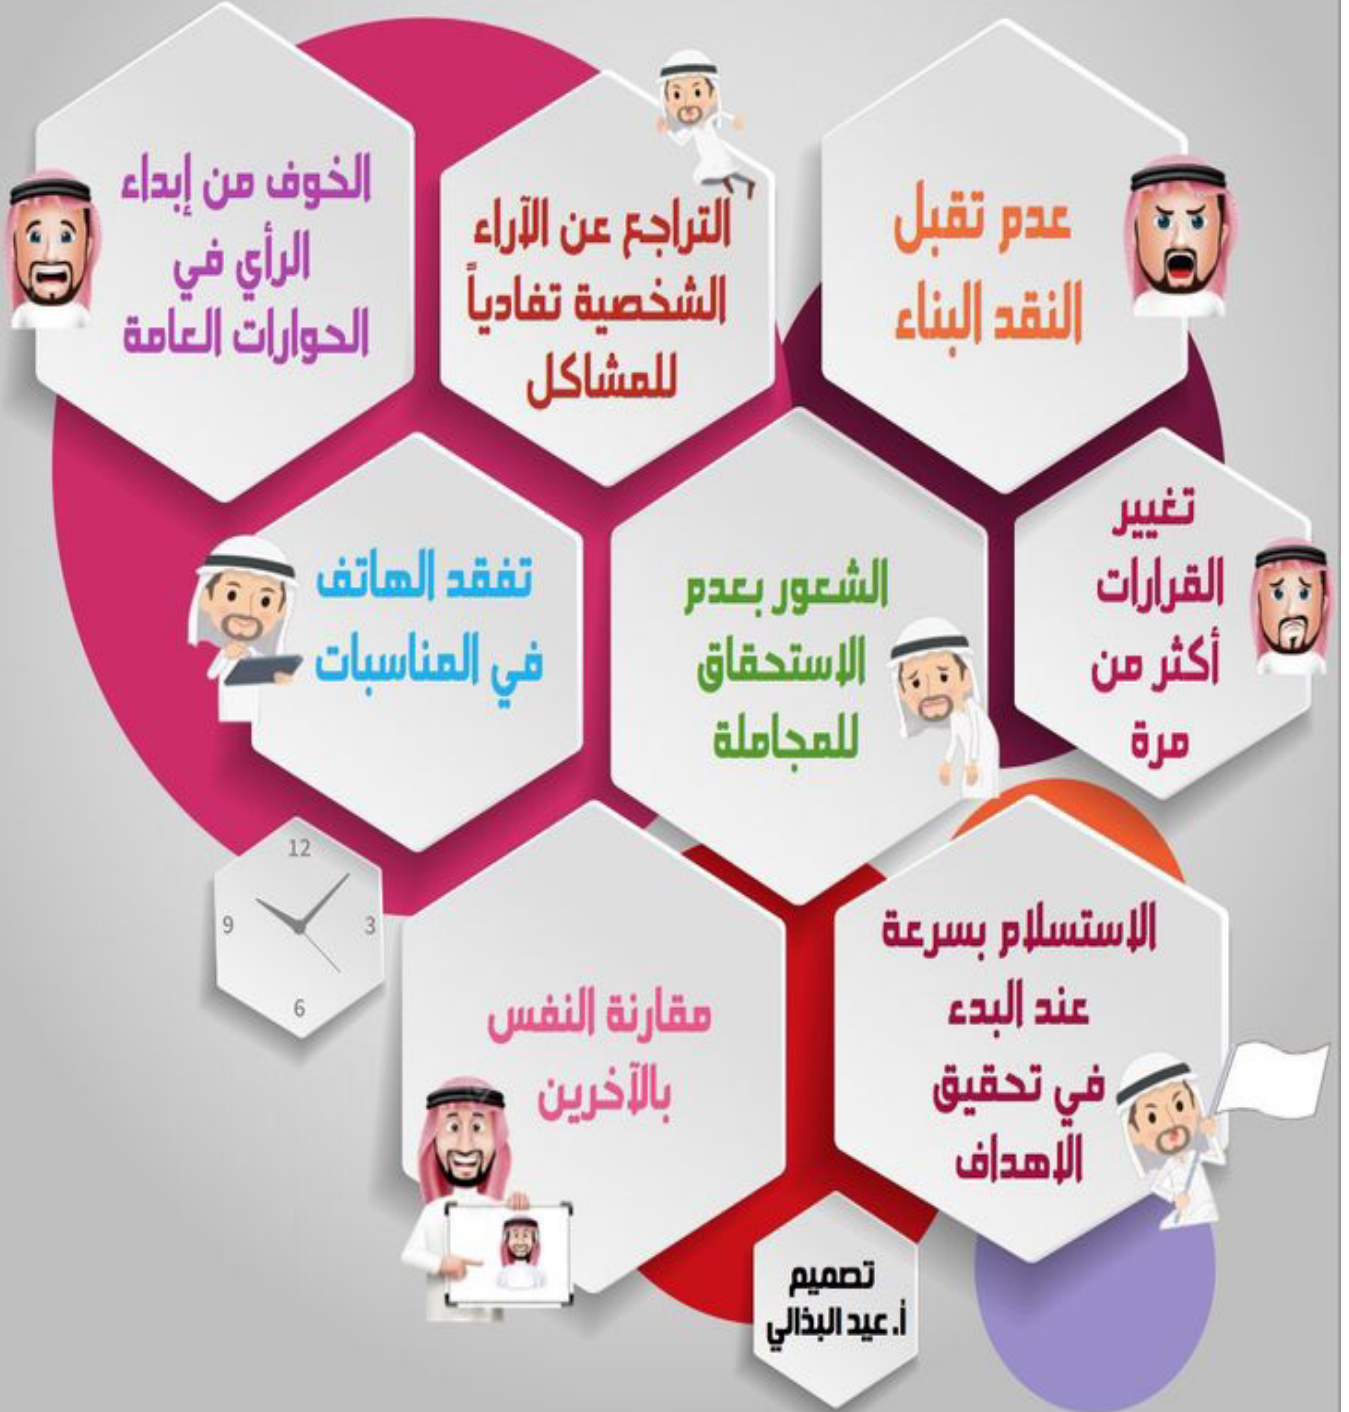 عدم تقبل
النقد البناء
التراجع عن الآراء
الشخصية تفادياً
للمشاكل
الخوف من إبداء
الرأي في
الحوارات العامة
تغيير
القرارات
أكثر من
مرة
الشعور بعدم
الاستحقاق
للمجاملة
تفقد الهاتف
في المناسبات
الاستسلام بسرعة
عند البدء
في تحقيق
الاهداف
مقارنة النفس
بالآخرين
12
9
3
6
تصميم
أ. عيد البذالي